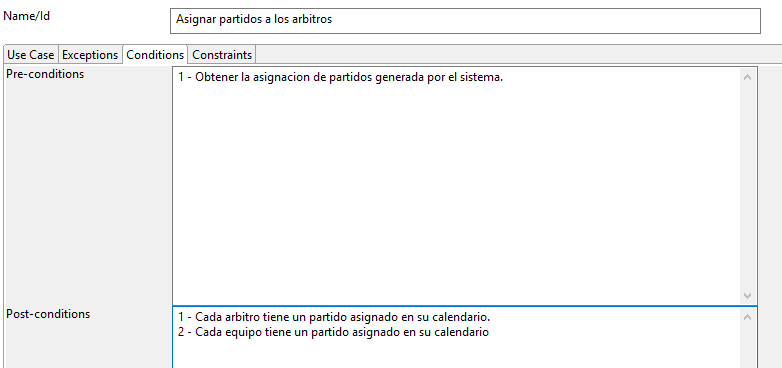 Name/Id
Asignar partidos a los arbitros
Use Case Exceptions Conditions Constraints
Pre-conditions
1 - Obtener la asignacion de partidos generada por el sistema.
Post-conditions
1 - Cada arbitro tiene un partido asignado en su calendario.
2 - Cada equipo tiene un partido asignado en su calendario